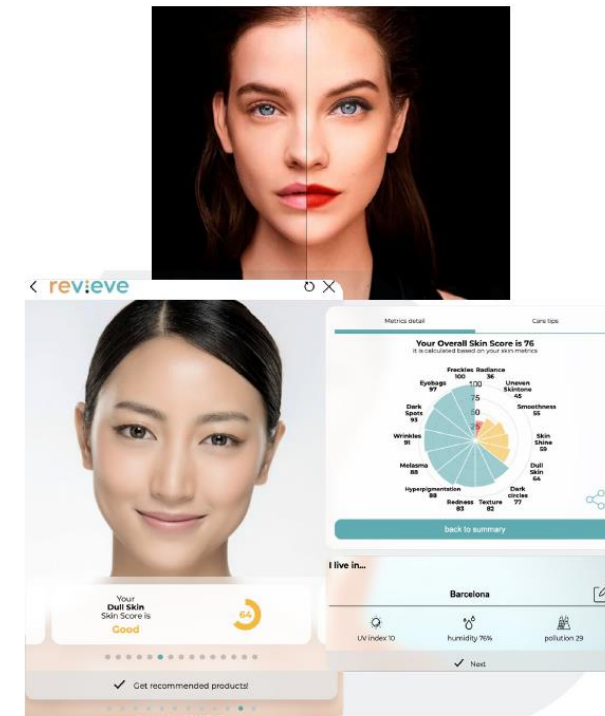 revieve
Metrics detail
Care tips
Your Overall Skin Score is 76
It is calculated based on your skin metrics
Freckles
100
Radiance
36
Uneven
Skintone
45
Smoothness
55
Skin
Shine
59
Dull
Skin
64
Dark
circles
77
Texture
82
Redness
83
Hyperpigmentation
88
Melasma
88
Wrinkles
91
Dark
Spots
93
Eyebags
97
100
75
50
25
back to summary
Your
Dull Skin
Skin Score is
Good
64
Get recommended products!
I live in...
Barcelona
UV index 10
humidity 76%
pollution 29
Next